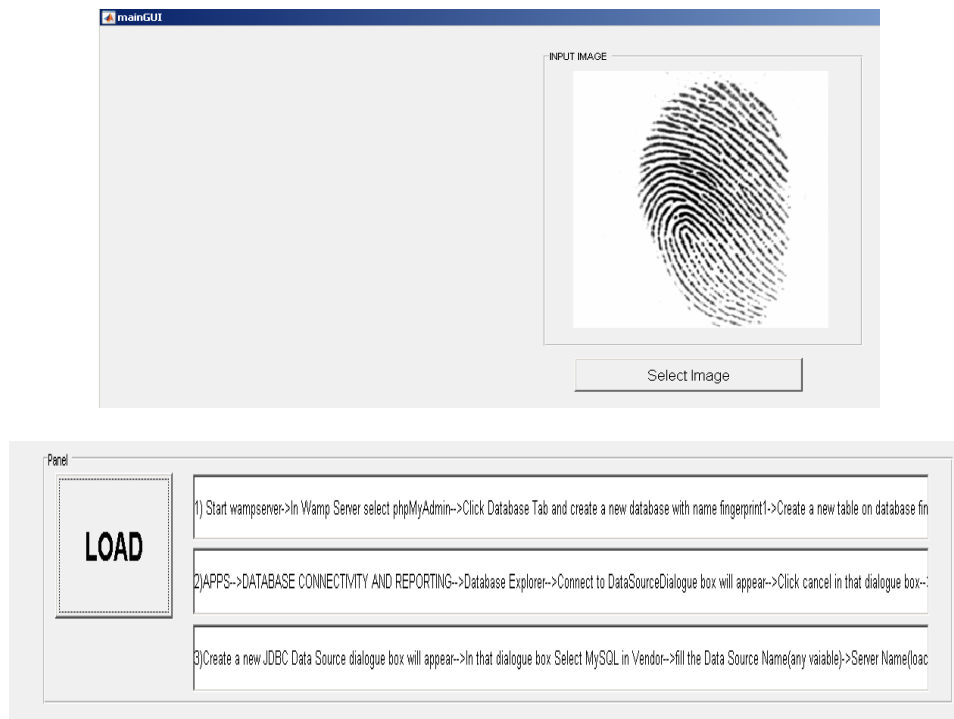 mainGUI
INPUT IMAGE
Select Image
Panel
LOAD
1) Start wampserver->In Wamp Server select phpMyAdmin-->Click Database Tab and create a new database with name fingerprint1->Create a new table on database fin
2)APPS-->DATABASE CONNECTIVITY AND REPORTING-->Database Explorer-->Connect to DataSourceDialogue box will appear-->Click cancel in that dialogue box-->
3)Create a new JDBC Data Source dialogue box will appear-->In that dialogue box Select MySQL in Vendor-->fill the Data Source Name(any vaiable)->Server Name(loac